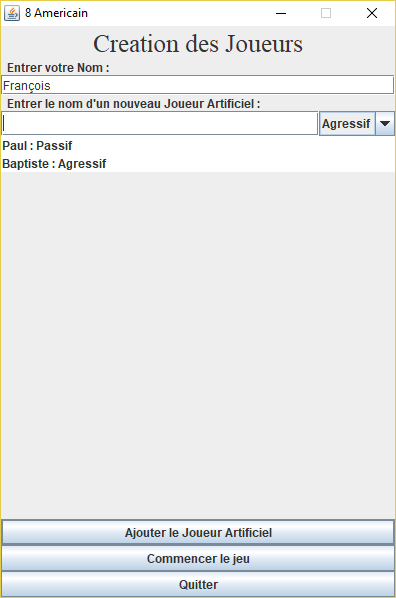 8 Americain
Creation des Joueurs
Entrer votre Nom :
François
Entrer le nom d'un nouveau Joueur Artificiel :
Agressif
Paul : Passif
Baptiste : Agressif
Ajouter le Joueur Artificiel
Commencer le jeu
Quitter